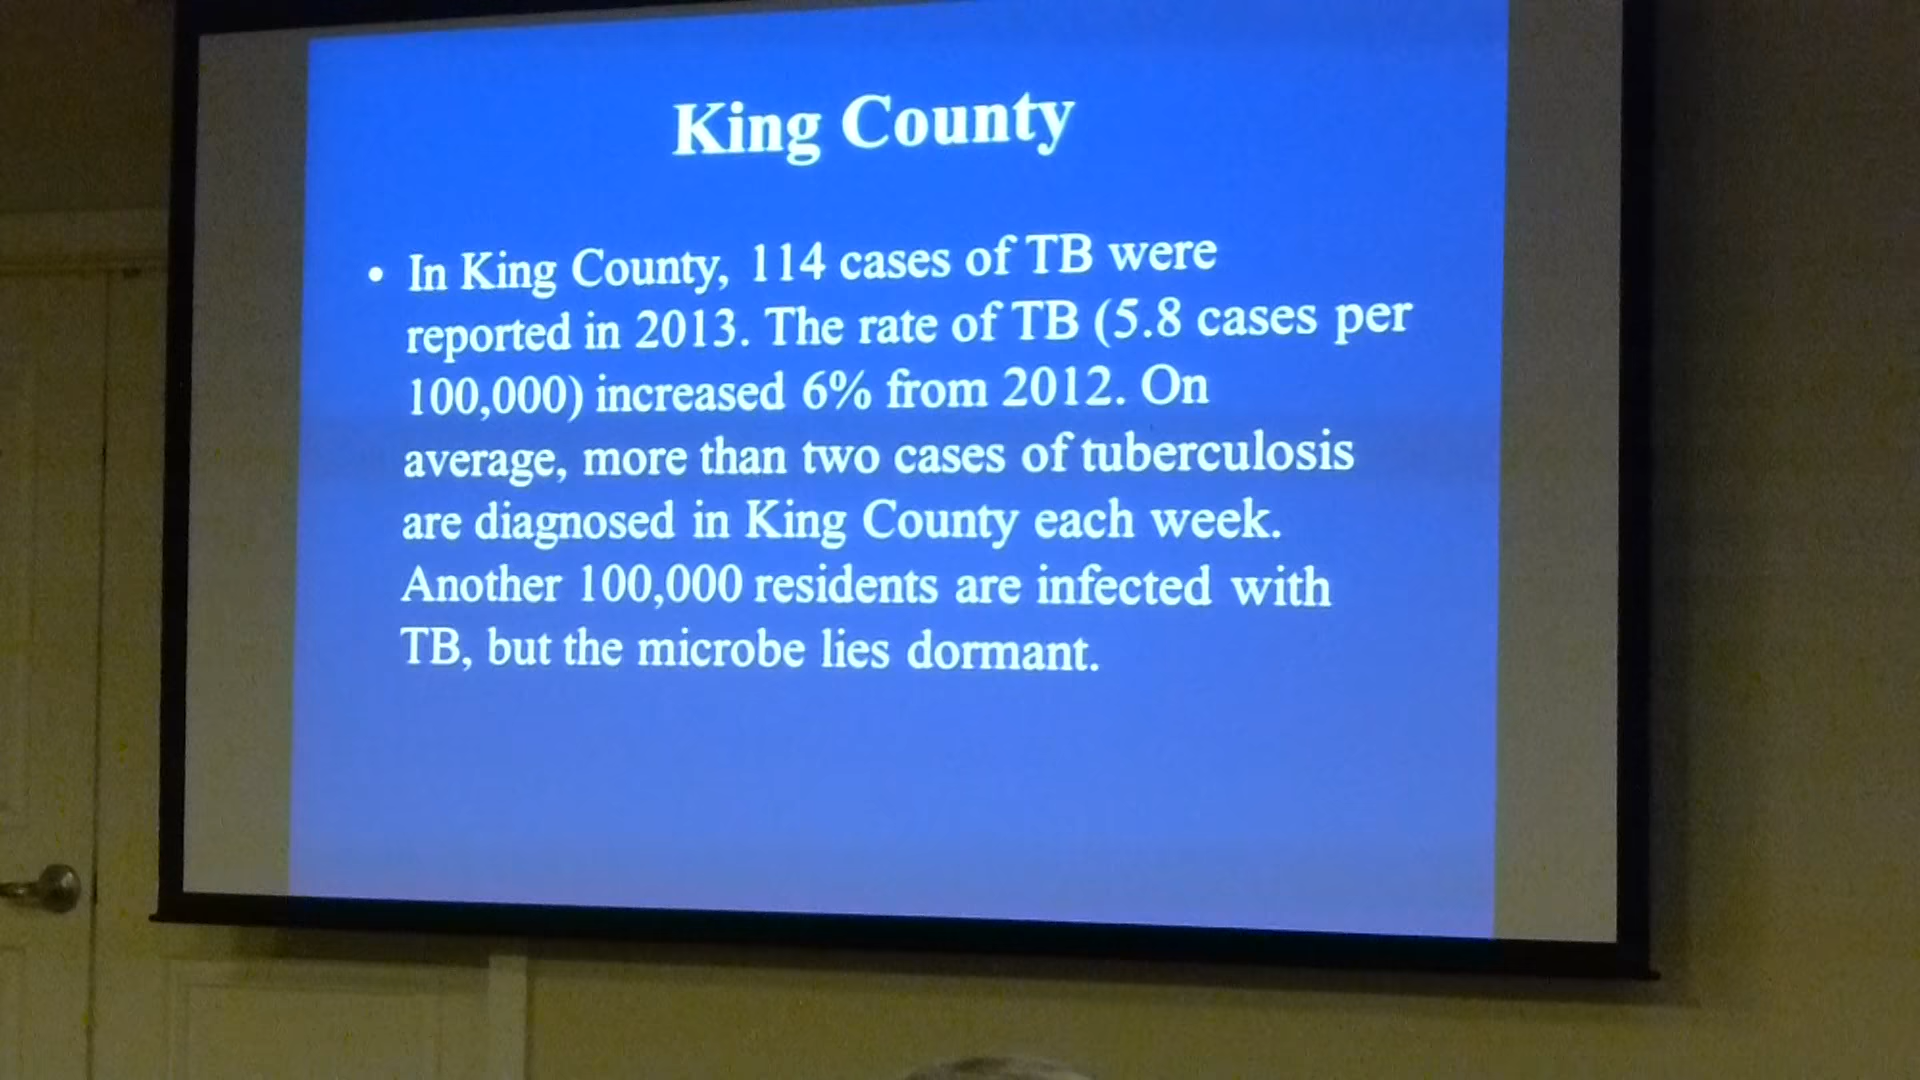 King County
• In King County, 114 cases of TB were
reported in 2013. The rate of TB (5.8 cases per
100,000) increased 6% from 2012. On
average, more than two cases of tuberculosis
are diagnosed in King County each week.
Another 100,000 residents are infected with
TB, but the microbe lies dormant.